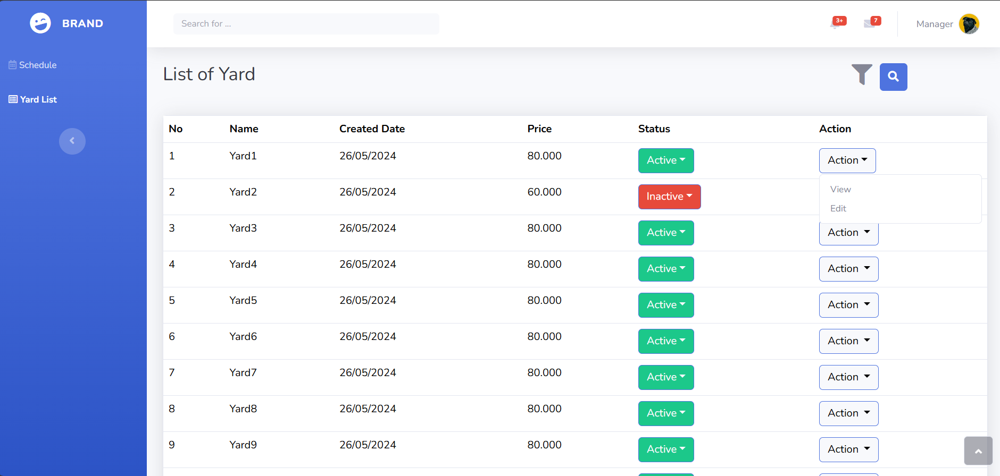 BRAND
Search for ...
3+
7
Manager
Schedule
Yard List
List of Yard
No Name Created Date Price Status Action
1 Yard1 26/05/2024 80.000 Active Action
View
Edit
2 Yard2 26/05/2024 60.000 Inactive
3 Yard3 26/05/2024 80.000 Active Action
4 Yard4 26/05/2024 80.000 Active Action
5 Yard5 26/05/2024 80.000 Active Action
6 Yard6 26/05/2024 80.000 Active Action
7 Yard7 26/05/2024 80.000 Active Action
8 Yard8 26/05/2024 80.000 Active Action
9 Yard9 26/05/2024 80.000 Active Action